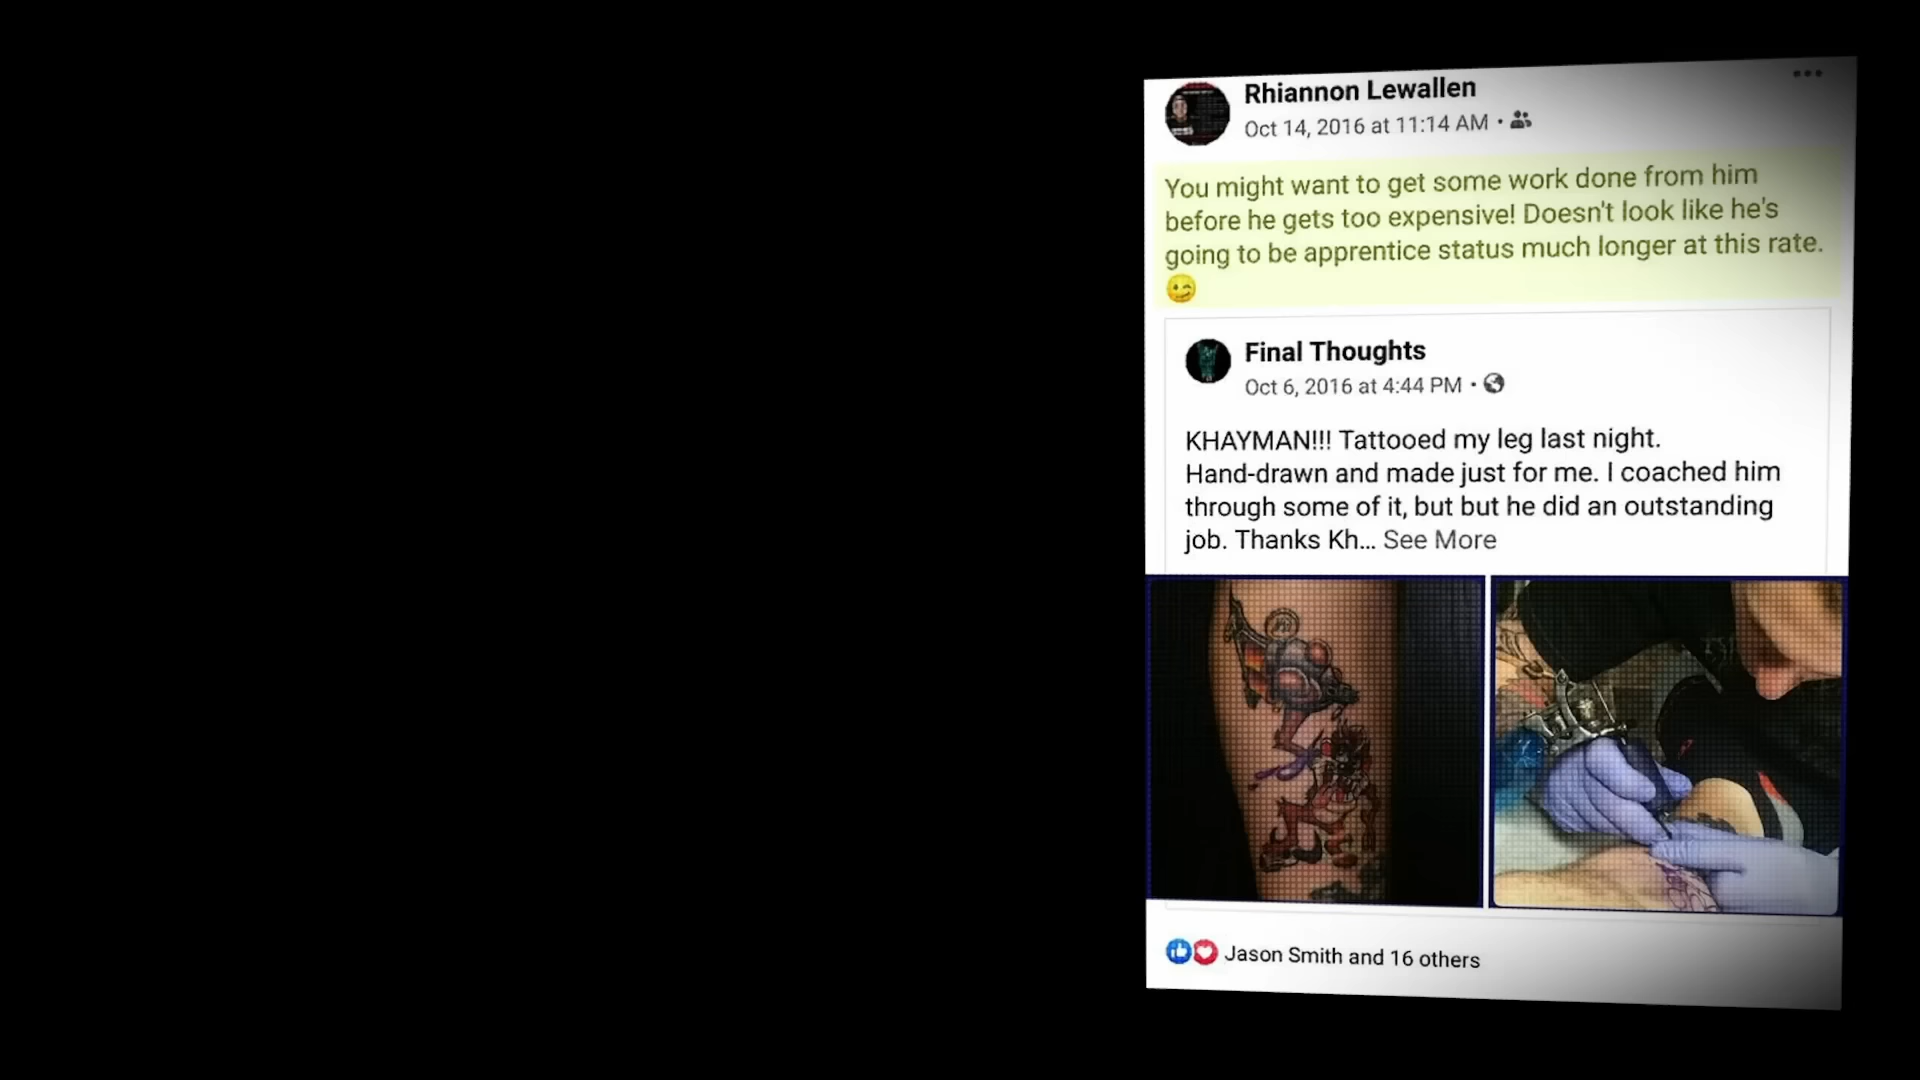 Rhiannon Lewallen
Oct 14, 2016 at 11:14 AM •
You might want to get some work done from him
before he gets too expensive! Doesn't look like he's
going to be apprentice status much longer at this rate.
Final Thoughts
Oct 6, 2016 at 4:44 PM •
KHAYMAN!!! Tattooed my leg last night.
Hand-drawn and made just for me. I coached him
through some of it, but but he did an outstanding
job. Thanks Kh... See More
Jason Smith and 16 others